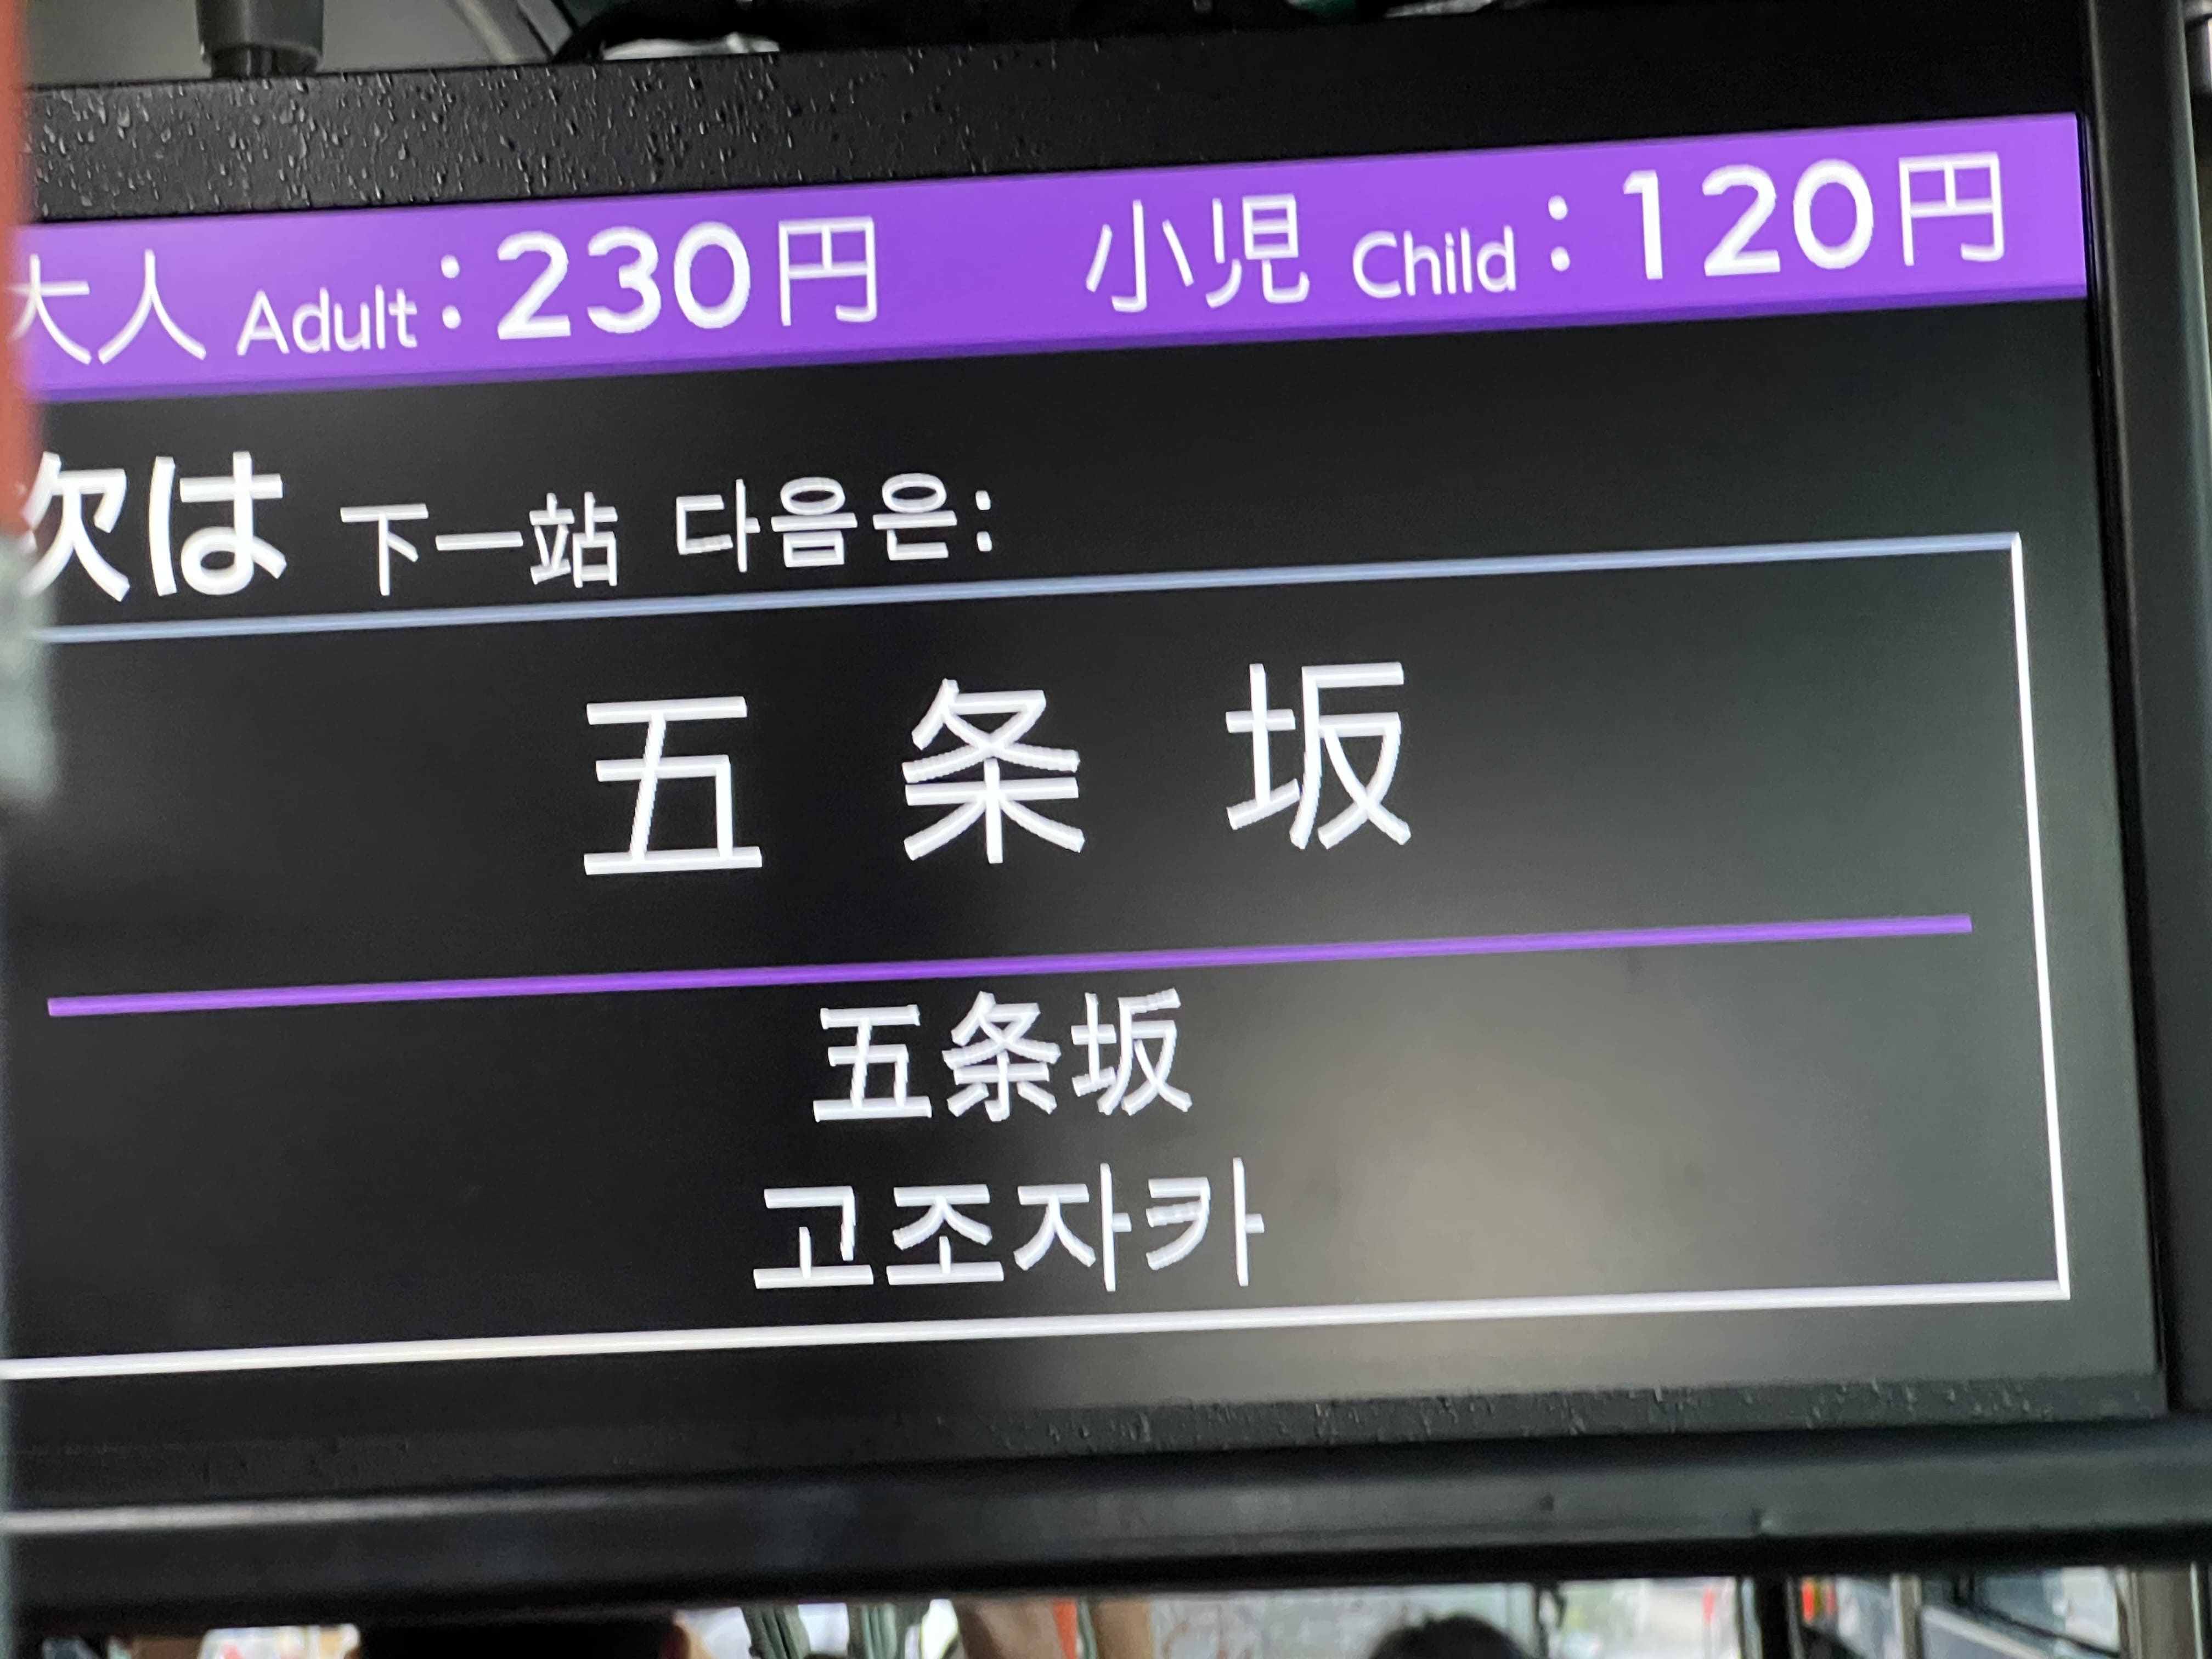 大人 Adult：230円 小児 Child：120円
次は 下一站 다음은:
五条坂
五条坂
고조자카